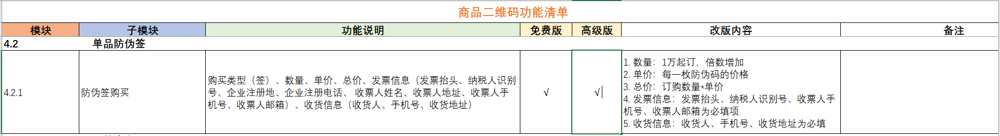 商品二维码功能清单
模块 子模块 功能说明 免费版 高级版 改版内容 备注
4.2 单品防伪签
4.2.1 防伪签购买
购买类型（签）、数量、单价、总价、发票信息（发票抬头、纳税人识别
号、企业注册地、企业注册电话、 收票人姓名、收票人地址、收票人手
机号、收票人邮箱）、收货信息（收货人、手机号、收货地址）
√ √
1. 数量：1万起订，倍数增加
2. 单价：每一枚防伪码的价格
3. 总价：订购数量*单价
4. 发票信息：发票抬头、纳税人识别号、收票人手
机号、收票人邮箱为必填项
5. 收货信息：收货人、手机号、收货地址为必填